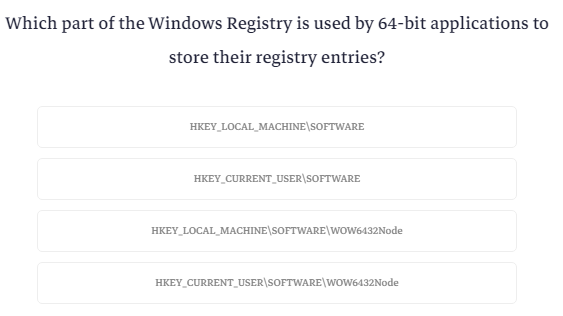 Which part of the Windows Registry is used by 64-bit applications to
store their registry entries?
HKEY_LOCAL_MACHINE\SOFTWARE
HKEY_CURRENT_USER\SOFTWARE
HKEY_LOCAL_MACHINE\SOFTWARE\WOW6432Node
HKEY_CURRENT_USER\SOFTWARE\WOW6432Node